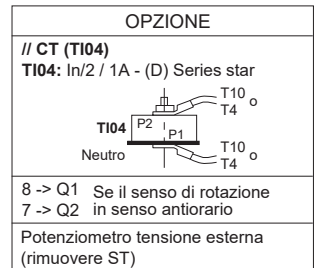 OPZIONE
// CT (TI04)
TI04: In/2 / 1A - (D) Series star
T10
T4 o
TI04 P2 P1
Neutro
T10
T4 o
8 -> Q1 Se il senso di rotazione
7 -> Q2 in senso antiorario
Potenziometro tensione esterna
(rimuovere ST)